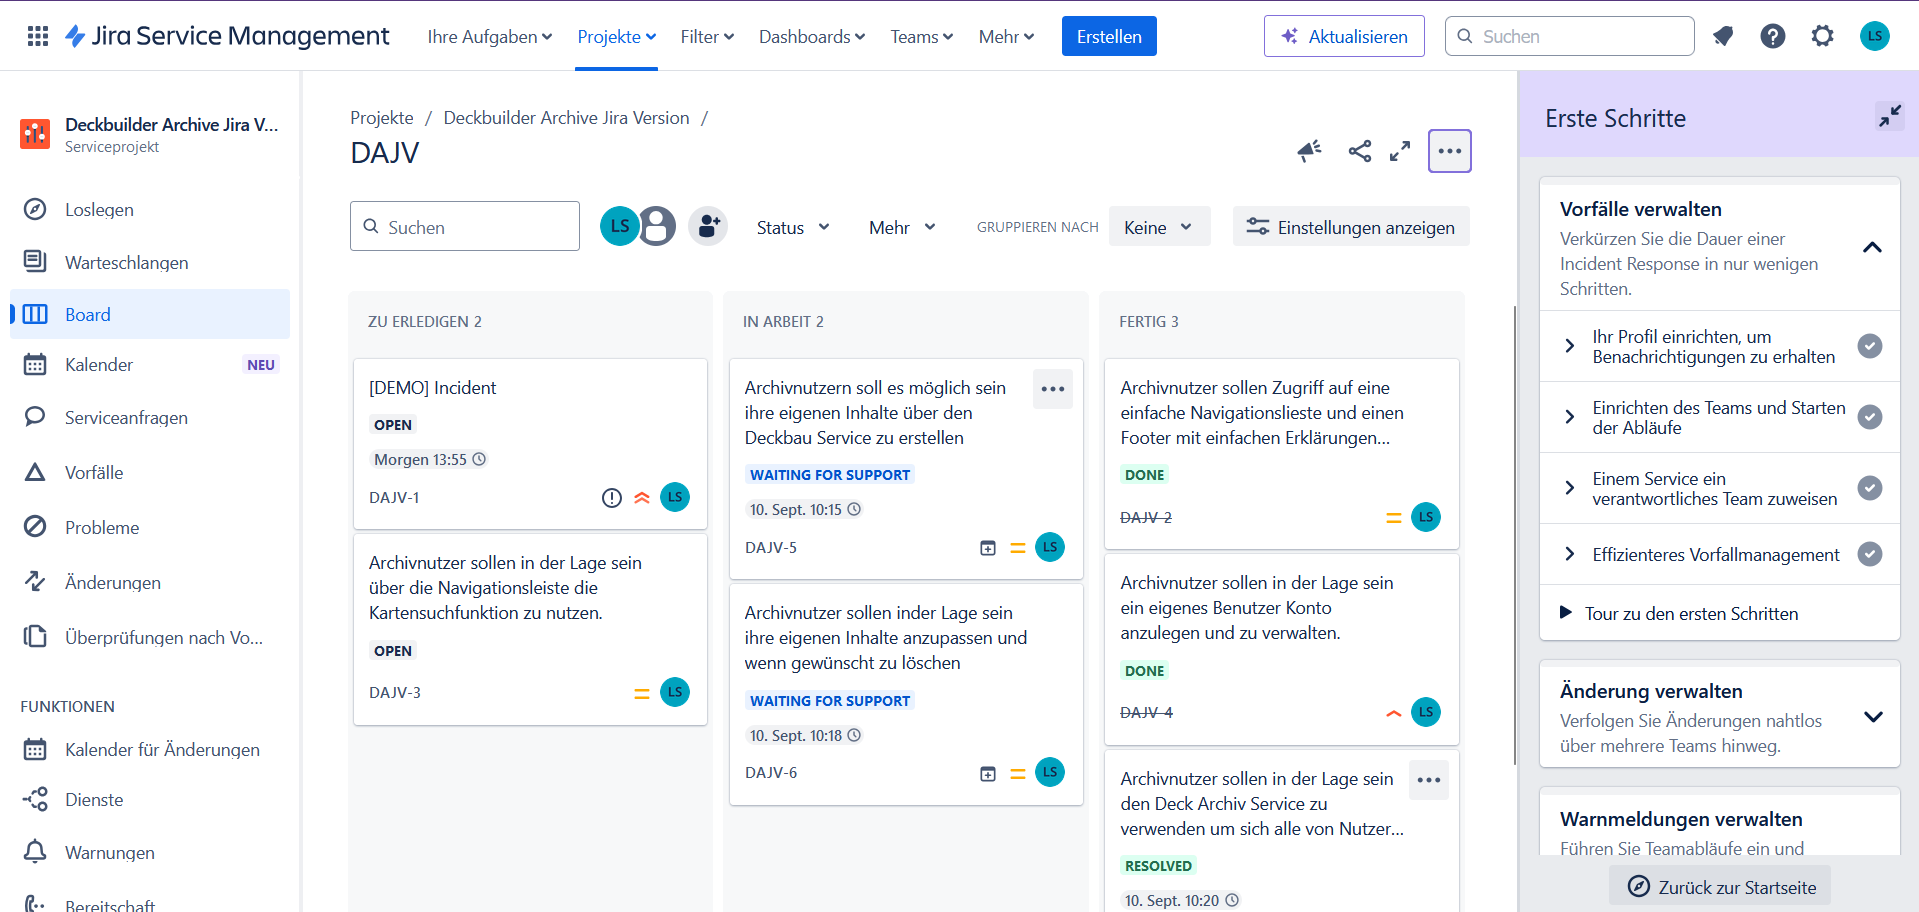 Jira Service Management Ihre Aufgaben Projekte Filter Dashboards Teams Mehr Erstellen Aktualisieren Suchen LS
Deckbuilder Archive Jira V...
Serviceprojekt
Loslegen
Warteschlangen
Board
Kalender NEU
Serviceanfragen
Vorfälle
Probleme
Änderungen
Überprüfungen nach Vo...
FUNKTIONEN
Kalender für Änderungen
Dienste
Warnungen
Bereitschaft
Projekte / Deckbuilder Archive Jira Version /
DAJV
Suchen LS Status Mehr GRUPPIEREN NACH Keine Einstellungen anzeigen
ZU ERLEDIGEN 2
[DEMO] Incident
OPEN
Morgen 13:55
DAJV-1 LS
Archivnutzer sollen in der Lage sein
über die Navigationsleiste die
Kartensuchfunktion zu nutzen.
OPEN
DAJV-3 LS
IN ARBEIT 2
Archivnutzern soll es möglich sein
ihre eigenen Inhalte über den
Deckbau Service zu erstellen
WAITING FOR SUPPORT
10. Sept. 10:15
DAJV-5 LS
Archivnutzer sollen inder Lage sein
ihre eigenen Inhalte anzupassen und
wenn gewünscht zu löschen
WAITING FOR SUPPORT
10. Sept. 10:18
DAJV-6 LS
FERTIG 3
Archivnutzer sollen Zugriff auf eine
einfache Navigationslieste und einen
Footer mit einfachen Erklärungen...
DONE
DAJV-2 LS
Archivnutzer sollen in der Lage sein
ein eigenes Benutzer Konto
anzulegen und zu verwalten.
DONE
DAJV-4 LS
Archivnutzer sollen in der Lage sein
den Deck Archiv Service zu
verwenden um sich alle von Nutzer...
RESOLVED
10. Sept. 10:20
Erste Schritte
Vorfälle verwalten
Verkürzen Sie die Dauer einer
Incident Response in nur wenigen
Schritten.
Ihr Profil einrichten, um
Benachrichtigungen zu erhalten
Einrichten des Teams und Starten
der Abläufe
Einem Service ein
verantwortliches Team zuweisen
Effizienteres Vorfallmanagement
Tour zu den ersten Schritten
Änderung verwalten
Verfolgen Sie Änderungen nahtlos
über mehrere Teams hinweg.
Warnmeldungen verwalten
Führen Sie Teamabläufe ein und
Zurück zur Startseite